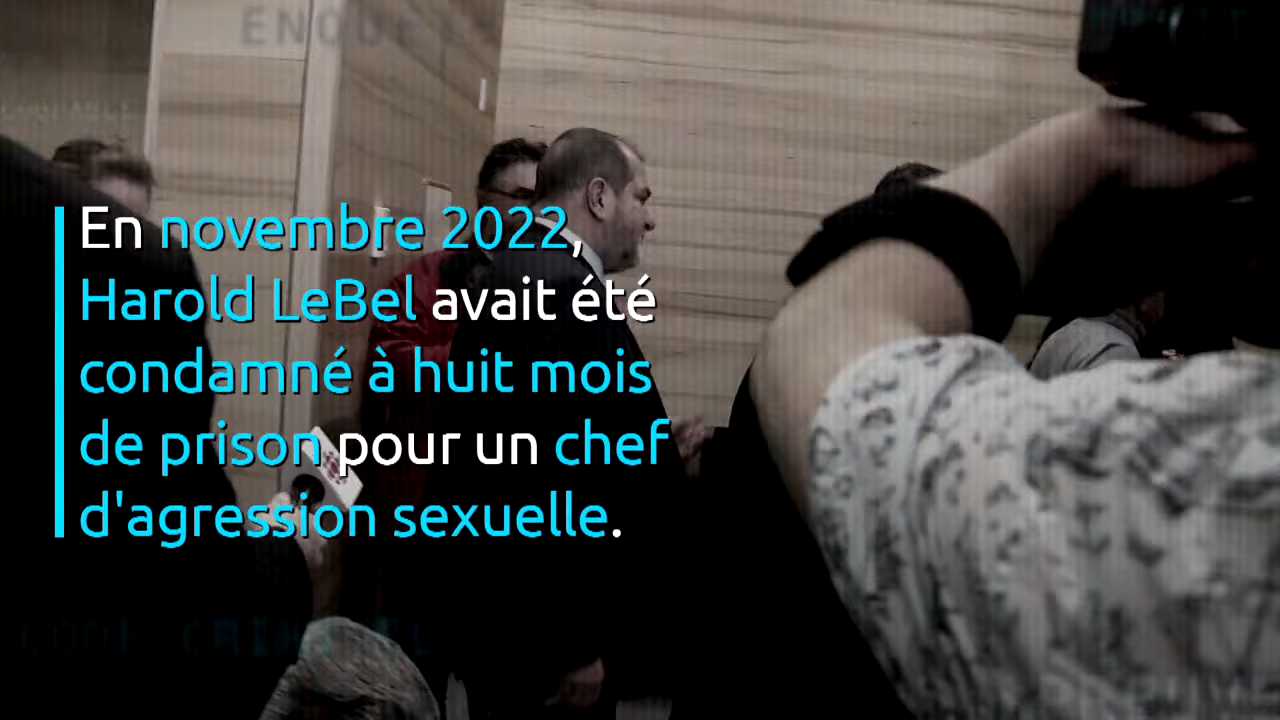 En novembre 2022,
Harold LeBel avait été
condamné à huit mois
de prison pour un chef
d'agression sexuelle.